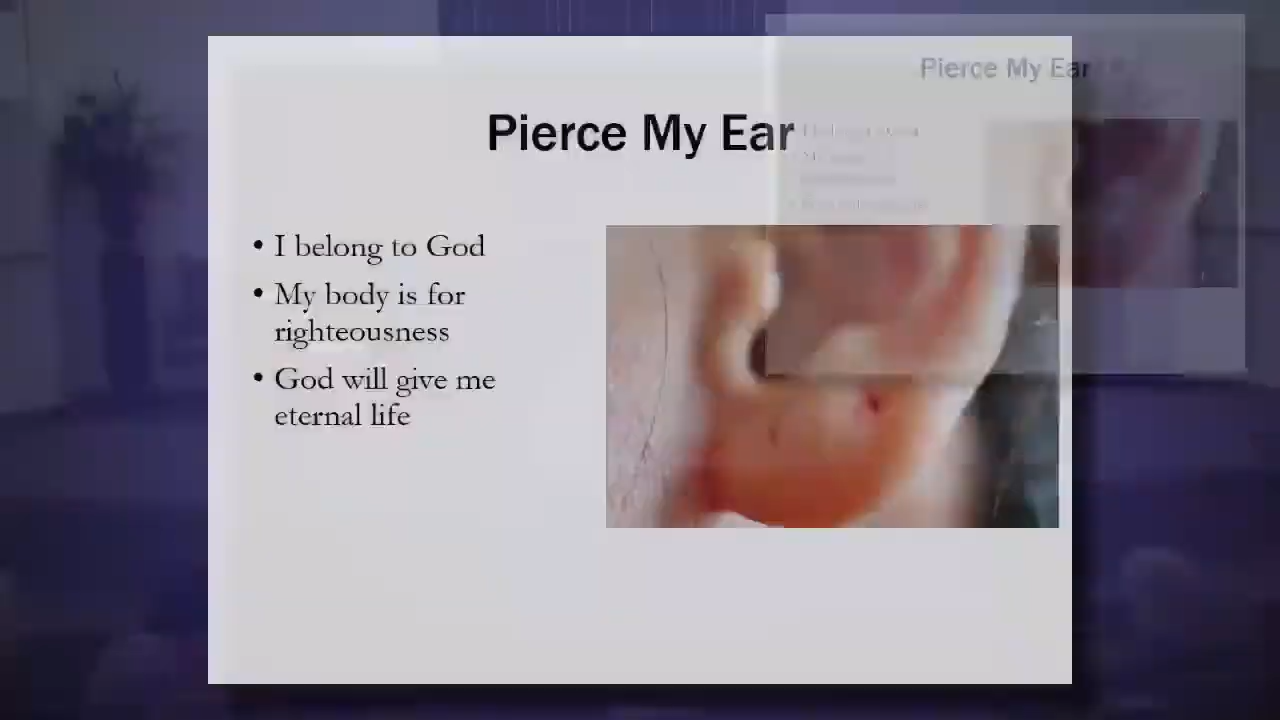 Pierce My Ear
• I belong to God
• My body is for
righteousness
• God will give me
eternal life
Pierce My Ear